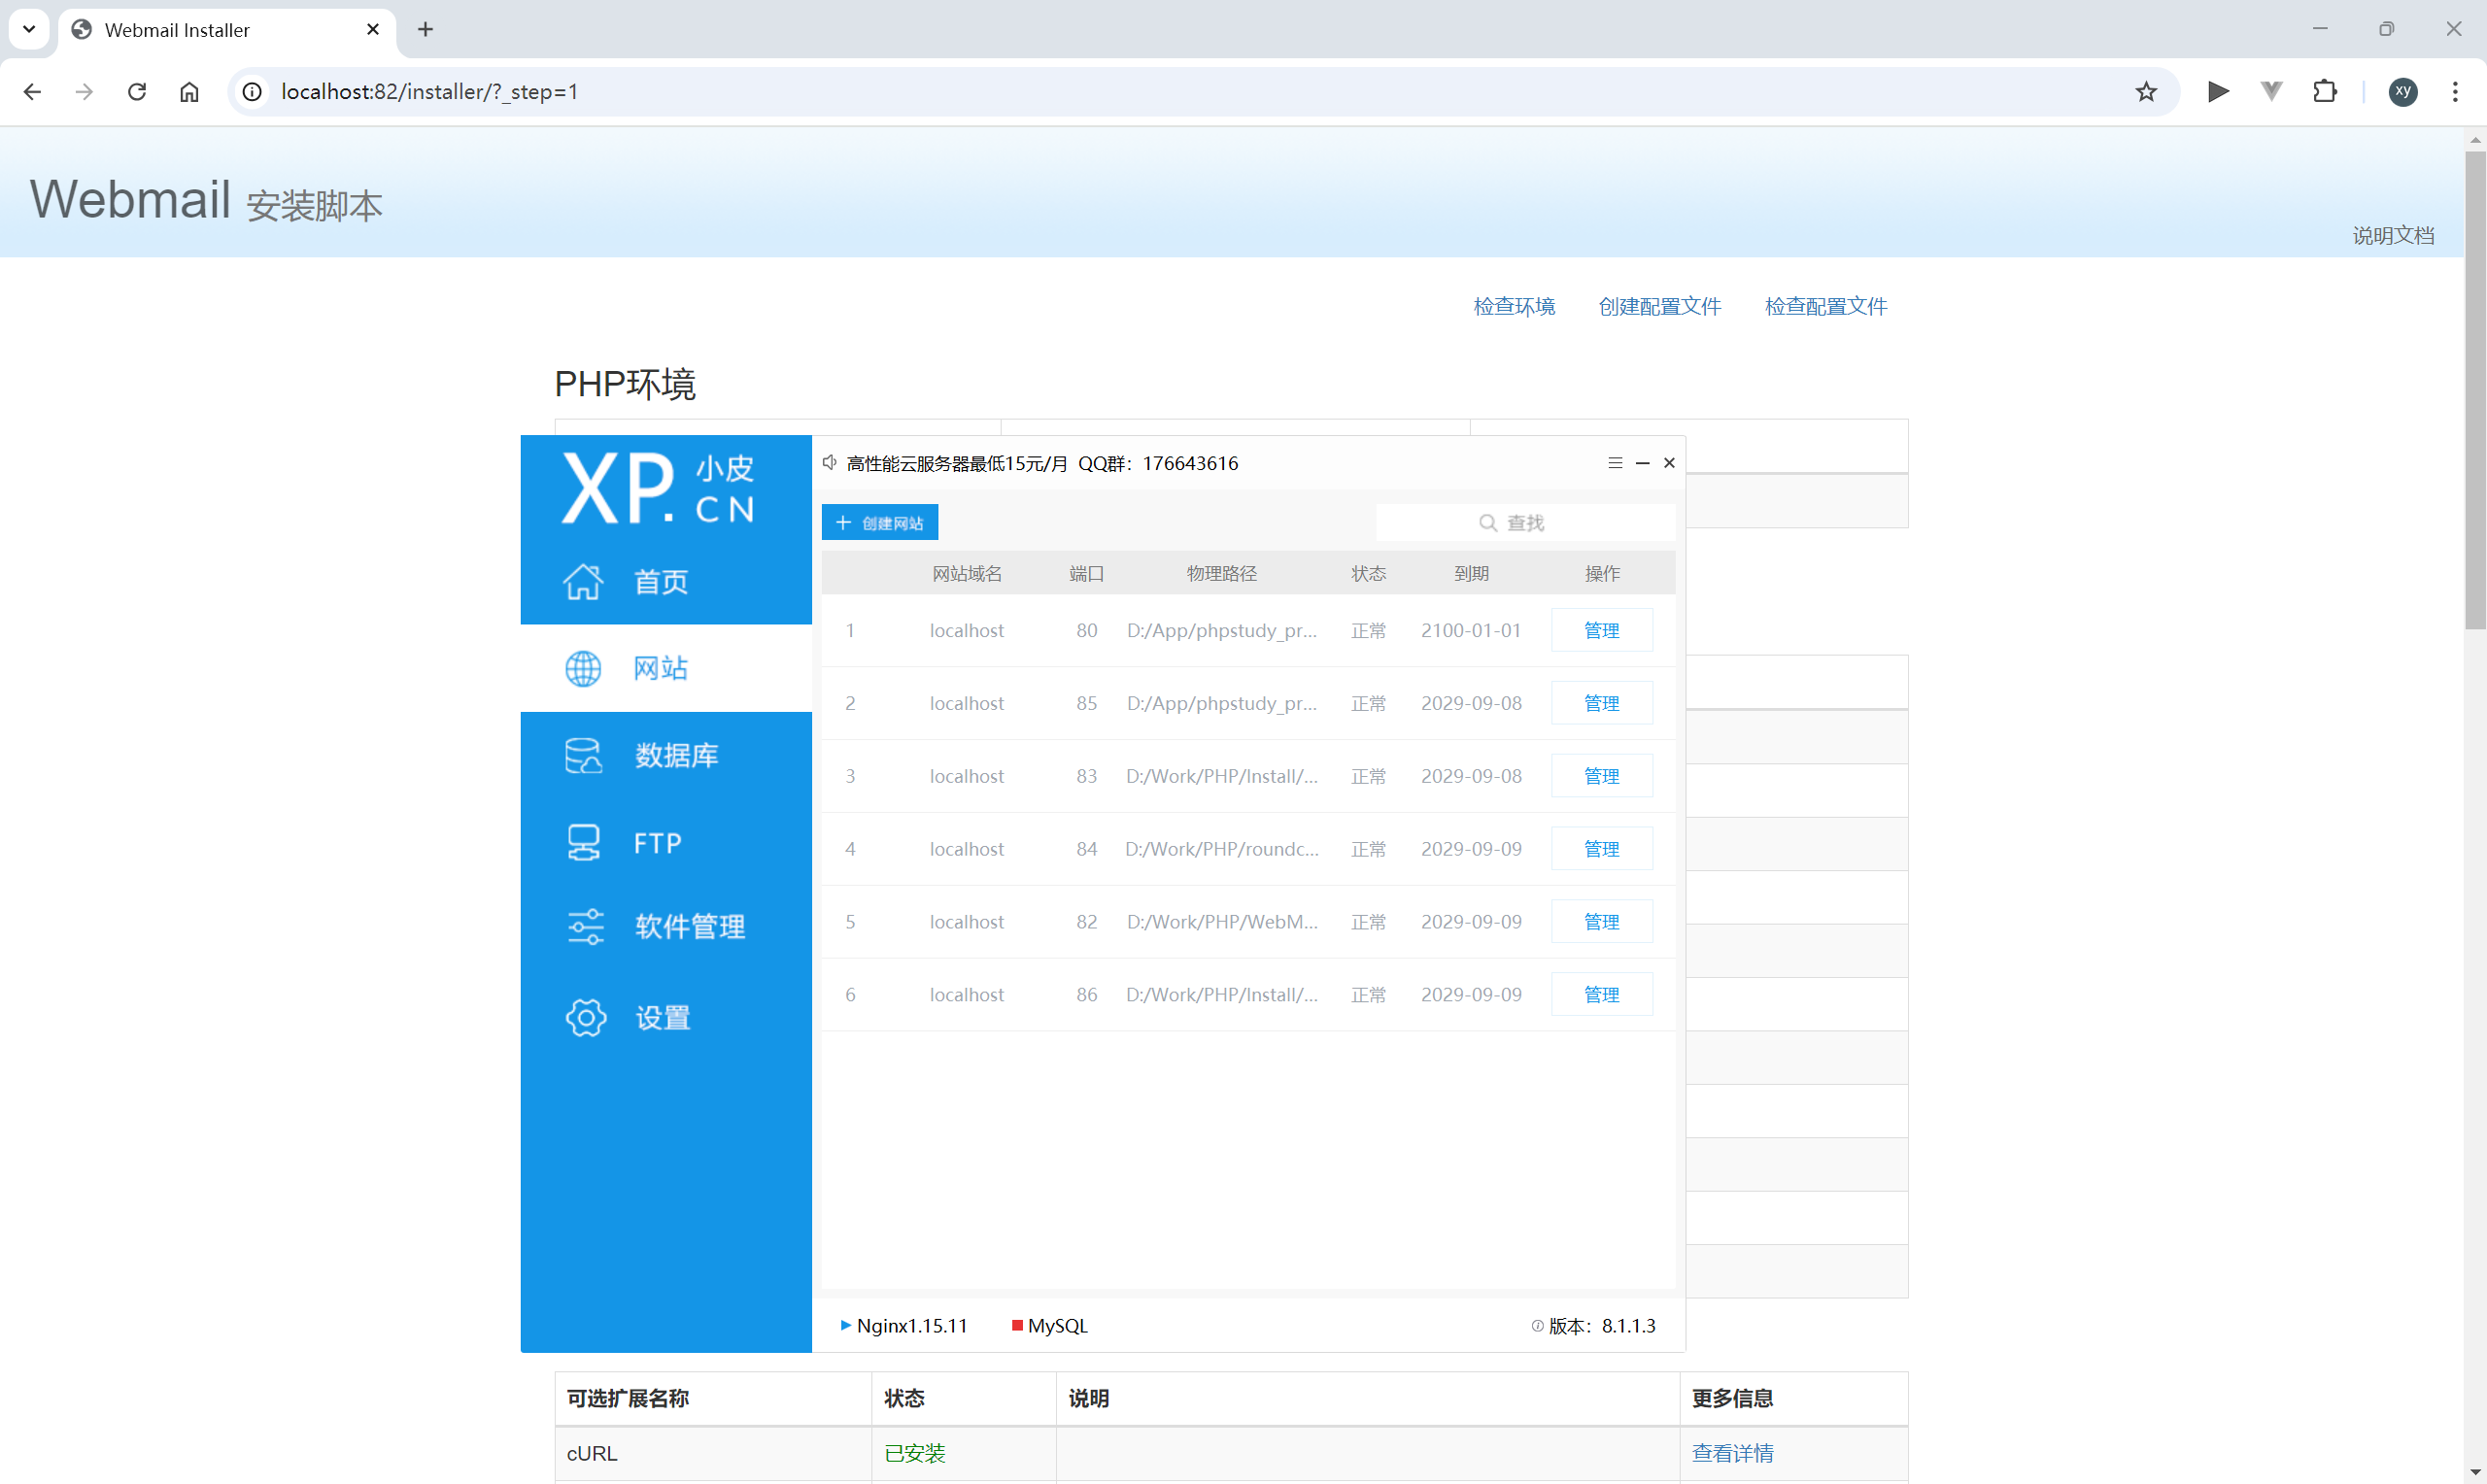 Webmail Installer
localhost:82/installer/?_step=1
xy
Webmail 安装脚本
说明文档
检查环境 创建配置文件 检查配置文件
PHP环境
XP. 小皮 CN
高性能云服务器最低15元/月 QQ群：176643616
首页
网站
数据库
FTP
软件管理
设置
创建网站
查找
网站域名 端口 物理路径 状态 到期 操作
1 localhost 80 D:/App/phpstudy_pr... 正常 2100-01-01 管理
2 localhost 85 D:/App/phpstudy_pr... 正常 2029-09-08 管理
3 localhost 83 D:/Work/PHP/Install/... 正常 2029-09-08 管理
4 localhost 84 D:/Work/PHP/roundc... 正常 2029-09-09 管理
5 localhost 82 D:/Work/PHP/WebM... 正常 2029-09-09 管理
6 localhost 86 D:/Work/PHP/Install/... 正常 2029-09-09 管理
Nginx1.15.11 MySQL 版本：8.1.1.3
可选扩展名称 状态 说明 更多信息
cURL 已安装 查看详情